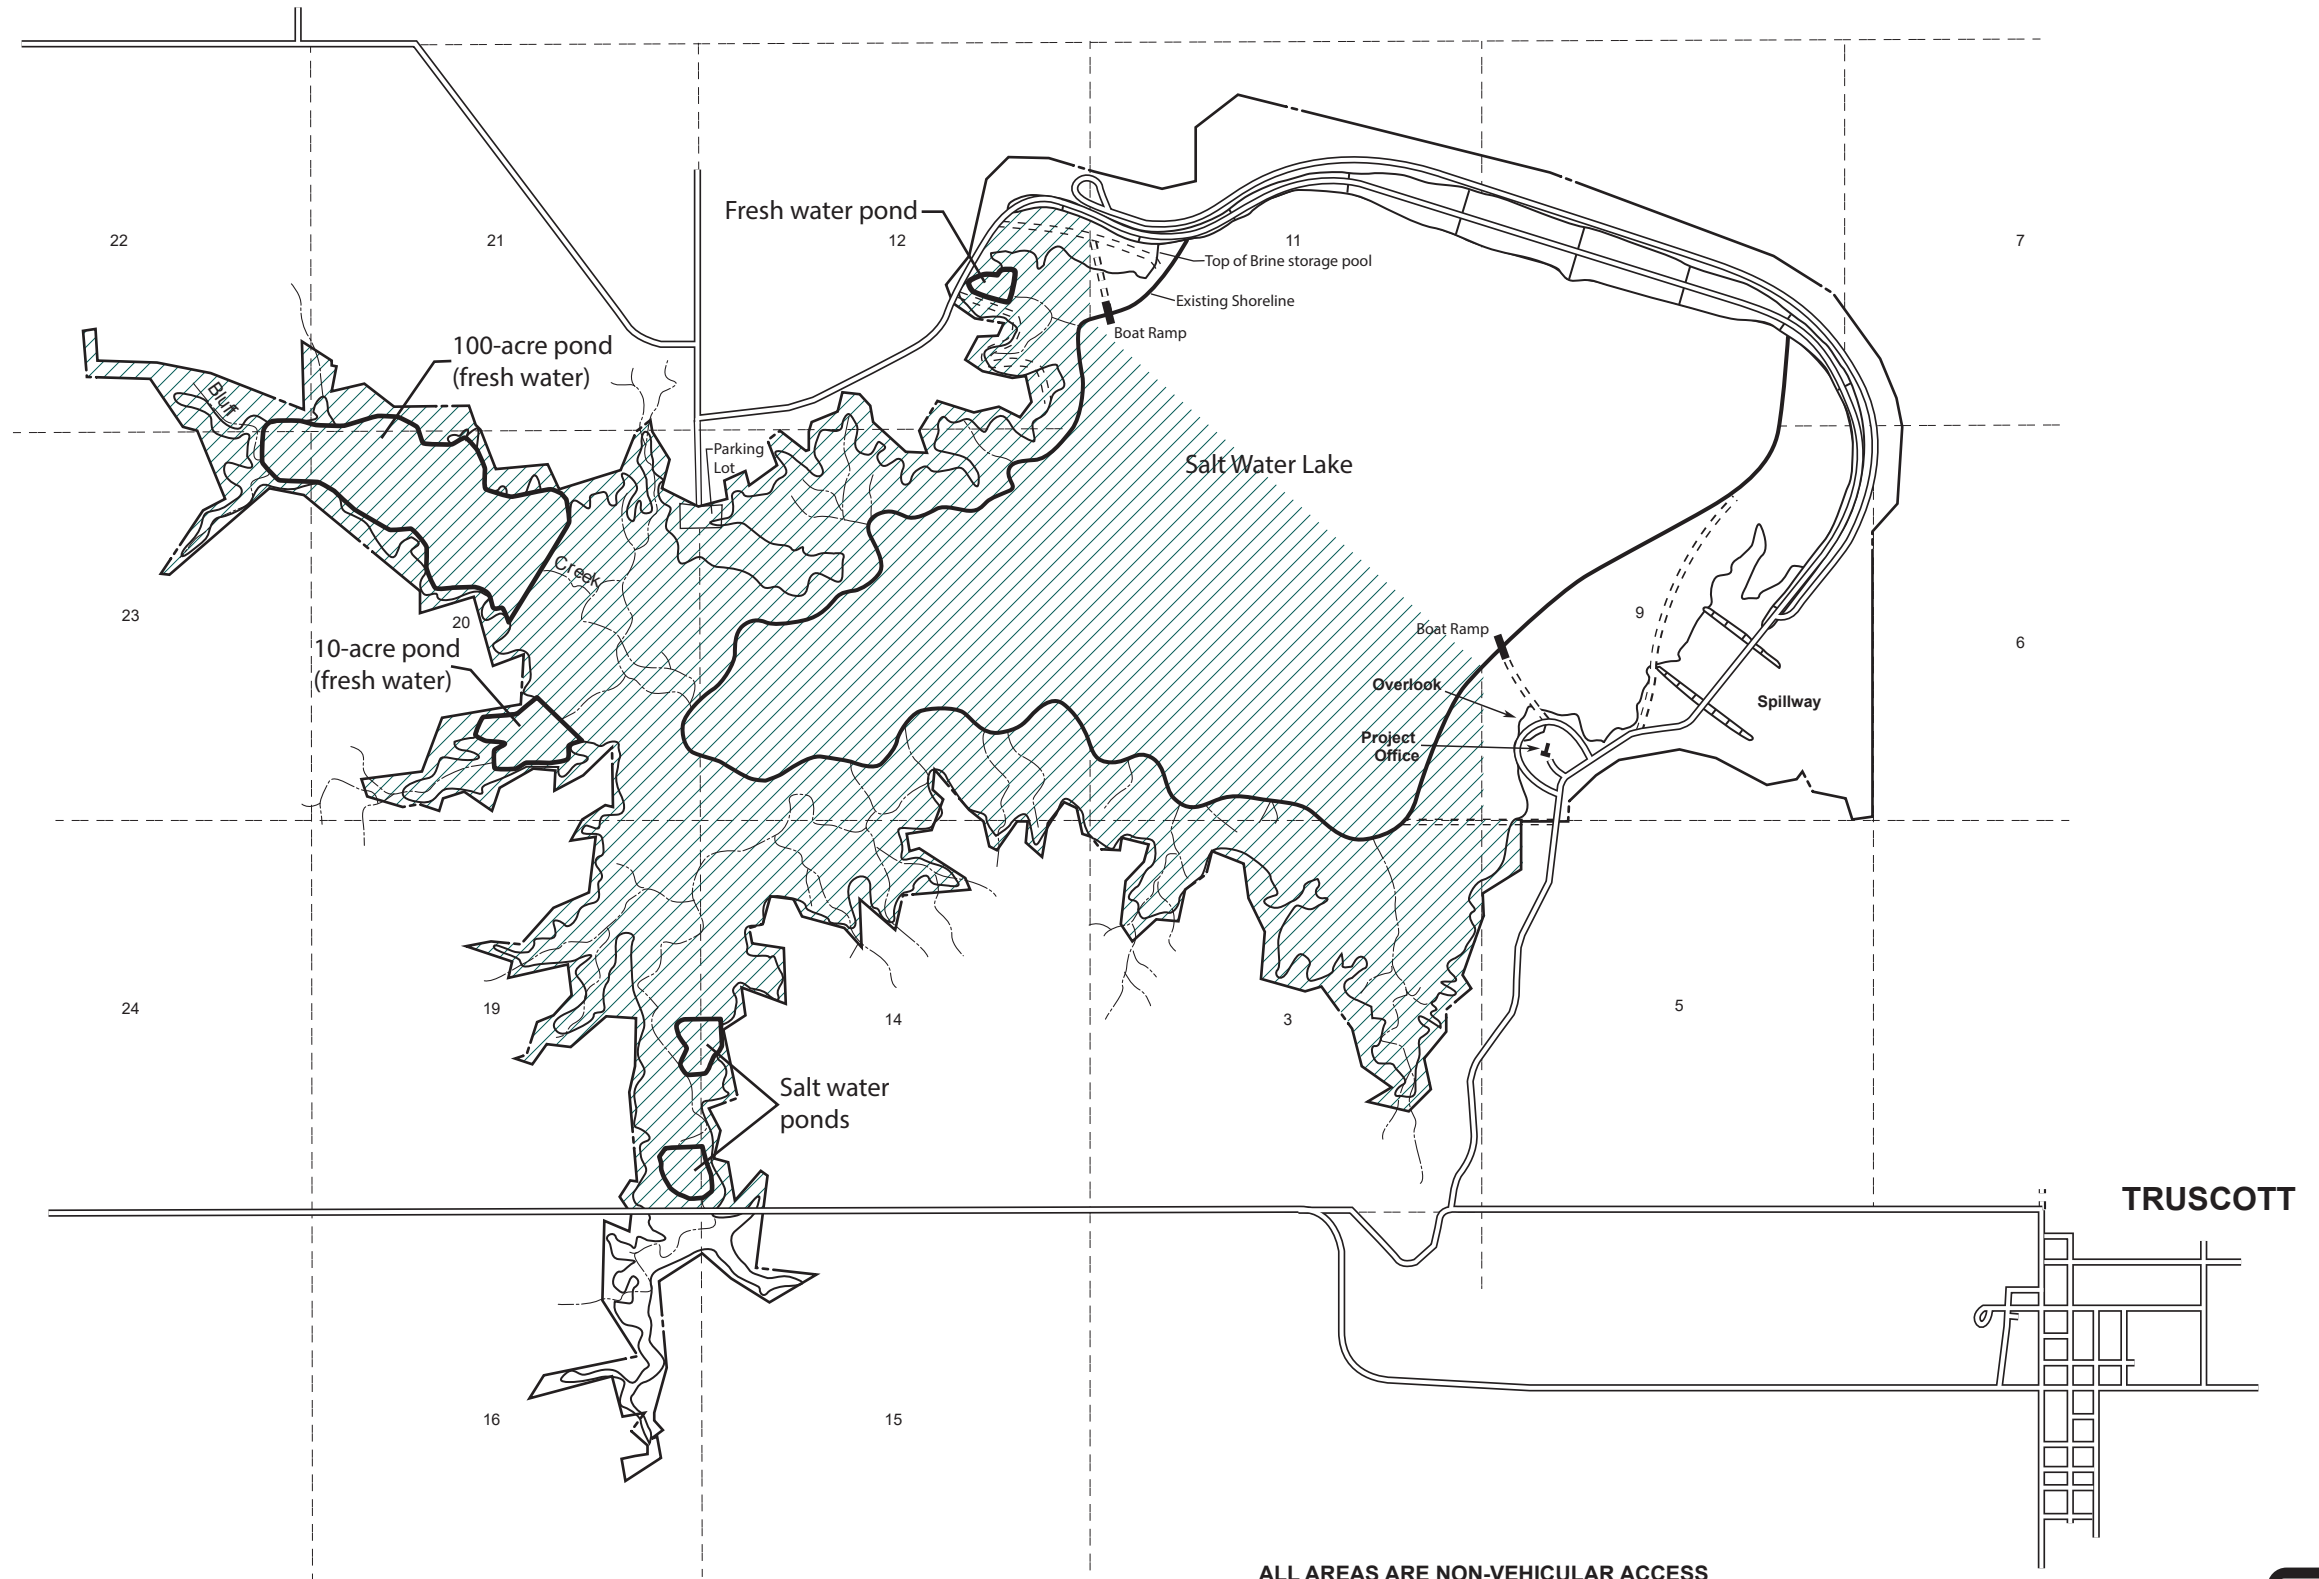 Fresh water pond
22
21
12
11
7
Top of Brine storage pool
Existing Shoreline
Boat Ramp
100-acre pond
(fresh water)
Bluff
Parking
Lot
Salt Water Lake
Creek
23
20
9
6
Boat Ramp
10-acre pond
(fresh water)
Overlook
Spillway
Project
Office
24
19
14
3
5
Salt water
ponds
TRUSCOTT
16
15
ALL AREAS ARE NON-VEHICULAR ACCESS